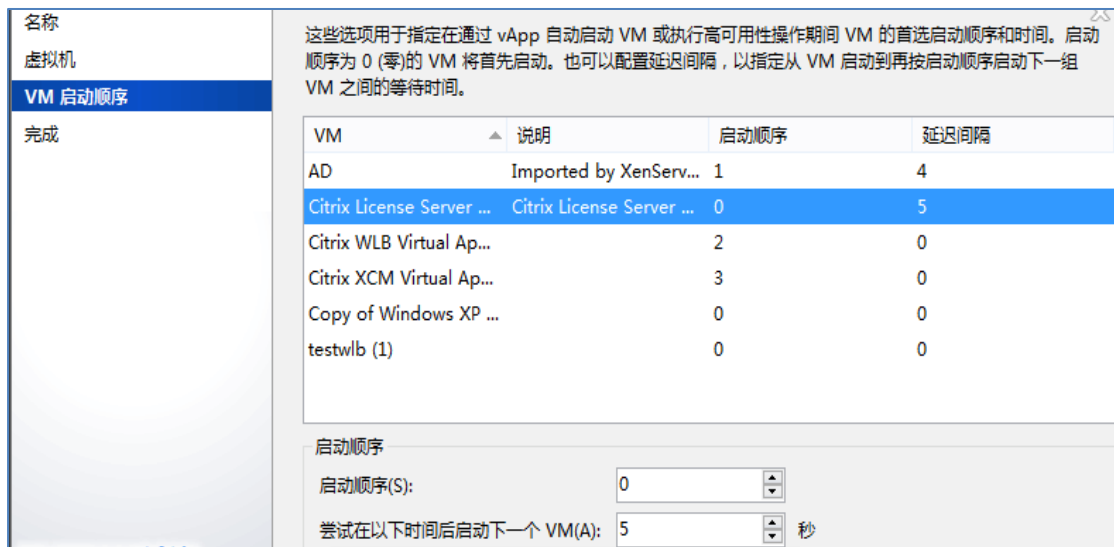 名称
虚拟机
VM 启动顺序
完成
这些选项用于指定在通过 vApp 自动启动 VM 或执行高可用性操作期间 VM 的首选启动顺序和时间。启动
顺序为 0 (零)的 VM 将首先启动。也可以配置延迟间隔，以指定从 VM 启动到再按启动顺序启动下一组
VM 之间的等待时间。
VM 说明 启动顺序 延迟间隔
AD Imported by XenServ... 1 4
Citrix License Server ... Citrix License Server ... 0 5
Citrix WLB Virtual Ap... 2 0
Citrix XCM Virtual Ap... 3 0
Copy of Windows XP ... 0 0
testwlb (1) 0 0
启动顺序
启动顺序(S): 0
尝试在以下时间后启动下一个 VM(A): 5 秒